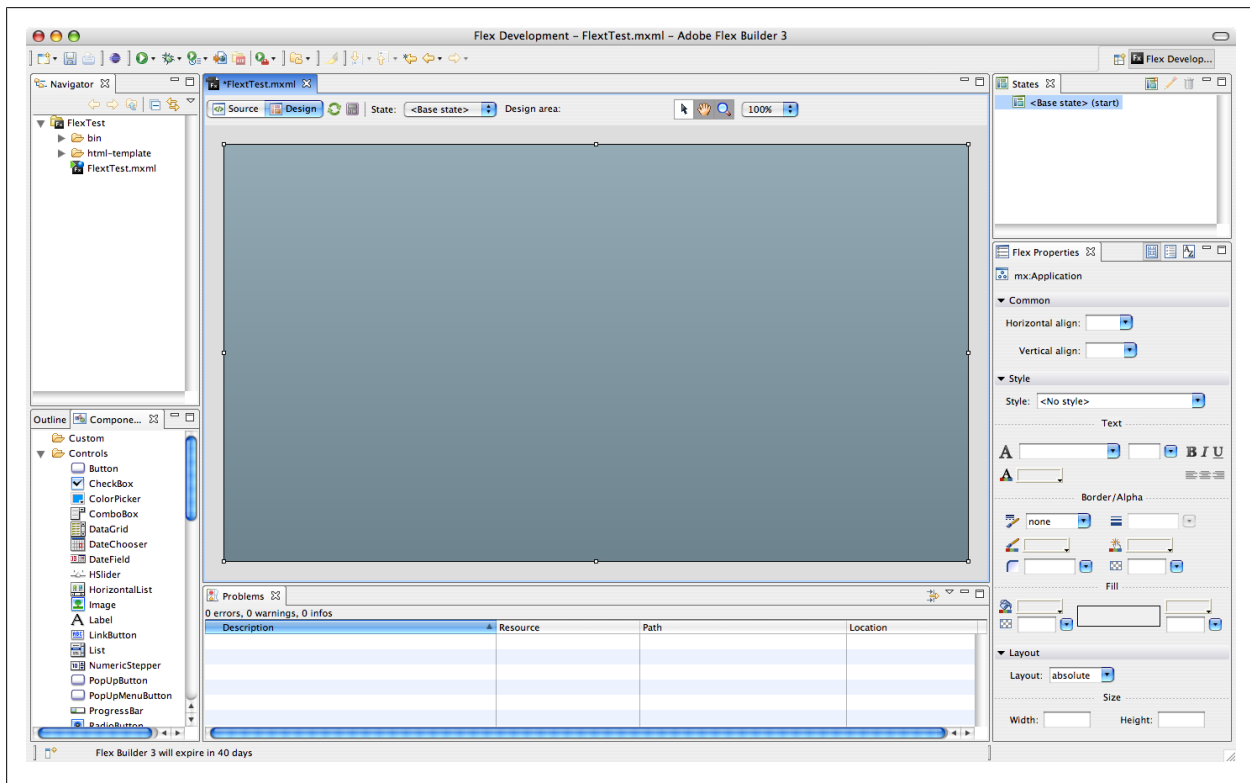 Flex Development – FlextTest.mxml – Adobe Flex Builder 3
Flex Develop...
Navigator
FlexTest
bin
html-template
FlextTest.mxml
Outline
Compone...
Custom
Controls
Button
CheckBox
ColorPicker
ComboBox
DataGrid
DateChooser
DateField
HSlider
HorizontalList
Image
A Label
LinkButton
List
NumericStepper
PopUpButton
PopUpMenuButton
ProgressBar
RadioButton
*FlextTest.mxml
Source
Design
State:
<Base state>
Design area:
100%
Problems
0 errors, 0 warnings, 0 infos
Description
Resource
Path
Location
States
<Base state> (start)
Flex Properties
mx:Application
Common
Horizontal align:
Vertical align:
Style
Style: <No style>
Text
A
B I U
A
Border/Alpha
none
Fill
Layout
Layout: absolute
Size
Width:
Height:
Flex Builder 3 will expire in 40 days